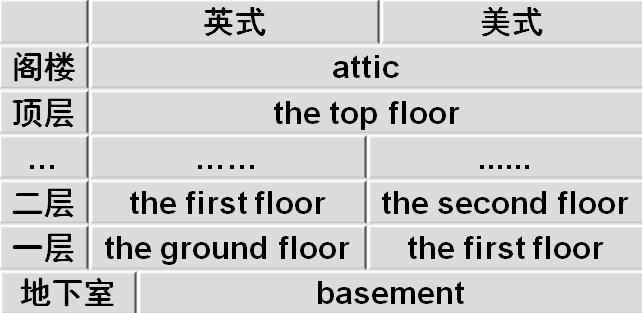 英式 美式
阁楼 attic
顶层 the top floor
... …… ......
二层 the first floor the second floor
一层 the ground floor the first floor
地下室 basement